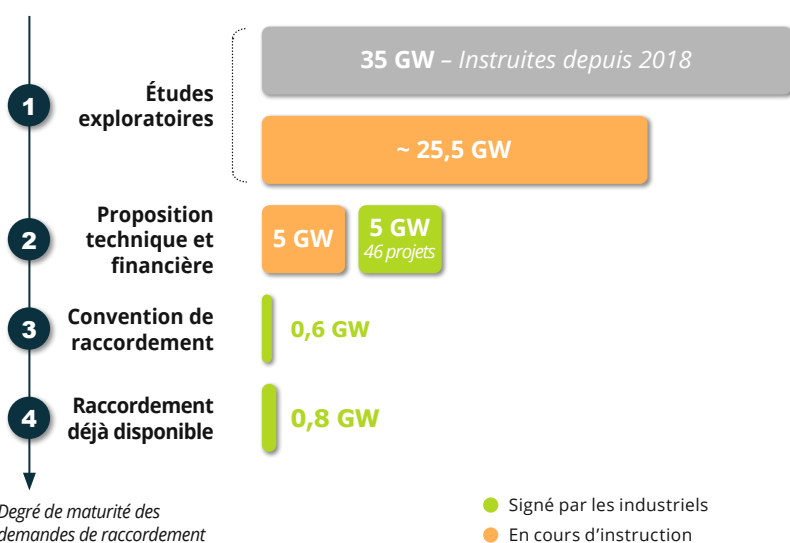 35 GW – Instruites depuis 2018
1
Études
exploratoires
~ 25,5 GW
2
Proposition
technique et
financière
5 GW
5 GW
46 projets
3
Convention de
raccordement
0,6 GW
4
Raccordement
déjà disponible
0,8 GW
Degré de maturité des
demandes de raccordement
Signé par les industriels
En cours d’instruction